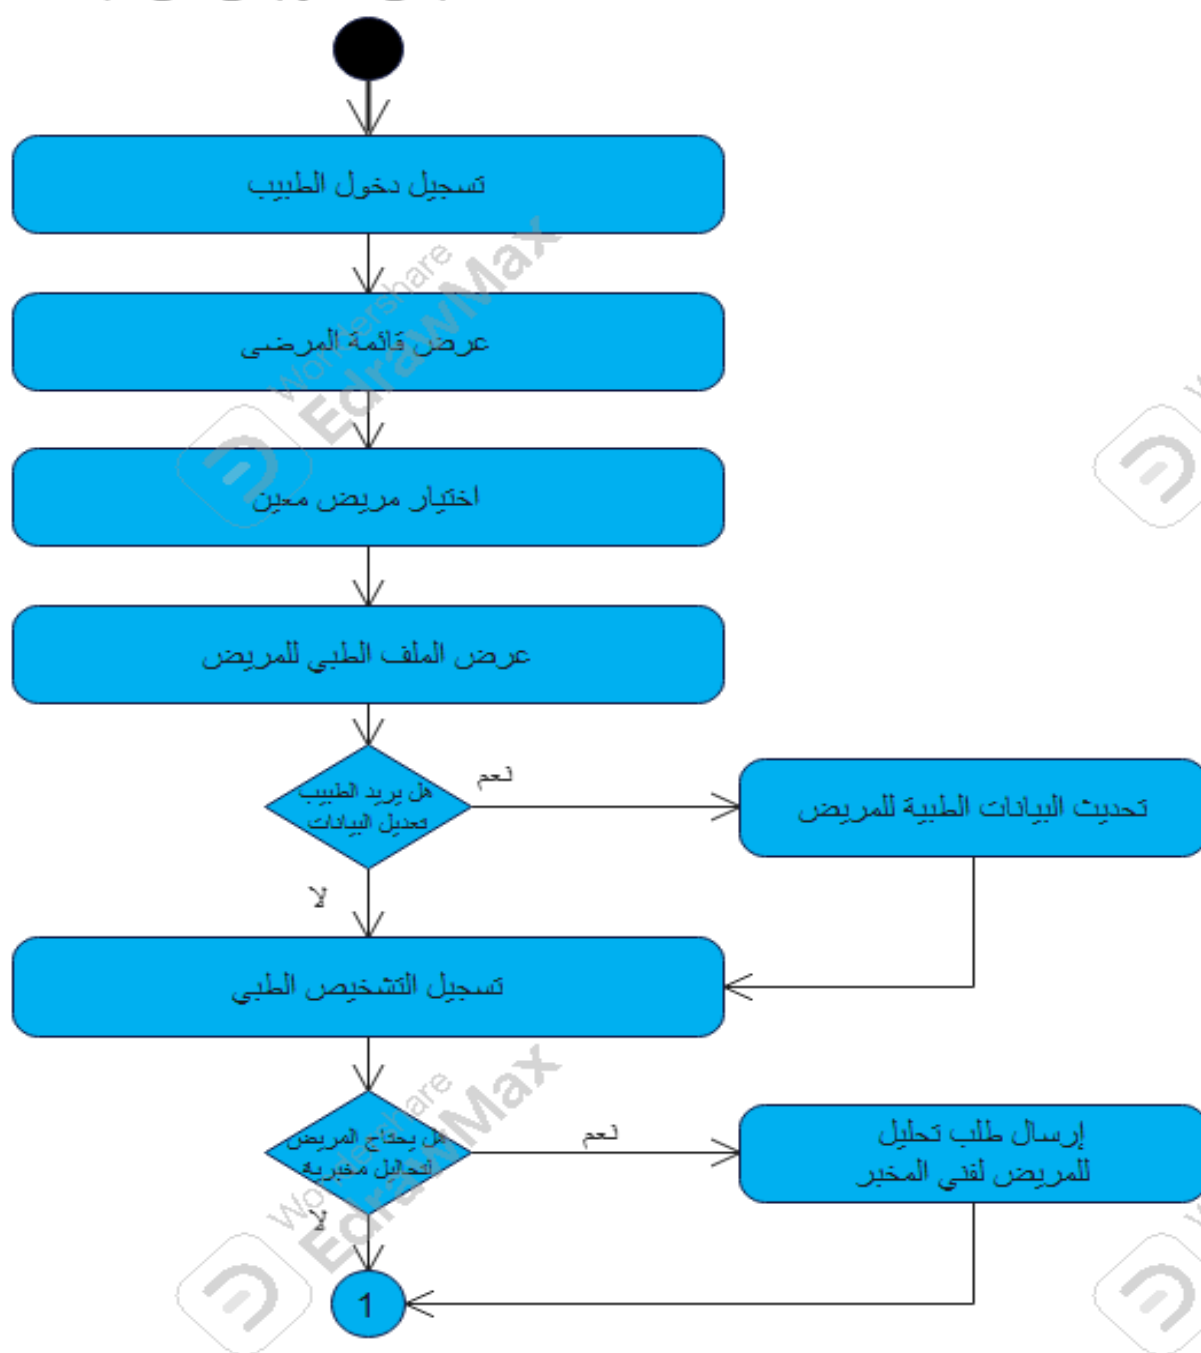 تسجيل دخول الطبيب
عرض قائمة المرضى
اختيار مريض معين
عرض الملف الطبي للمريض
هل يريد الطبيب
تعديل البيانات
نعم
تحديث البيانات الطبية للمريض
لا
تسجيل التشخيص الطبي
هل يحتاج المريض
لتحاليل مخبرية
نعم
إرسال طلب تحليل
للمريض لفني المخبر
لا
1
Wondershare
EdrawMax
Wondershare
EdrawMax